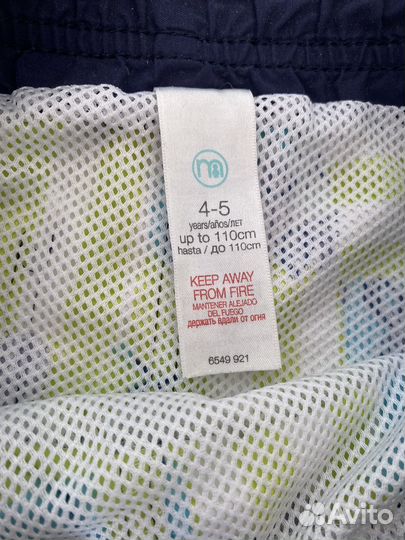 m
4-5
years/años/ЛЕТ
up to 110cm
hasta / ДО 110cm
KEEP AWAY
FROM FIRE
MANTENER ALEJADO
DEL FUEGO
держать вдали от огня
6549 921
Avito